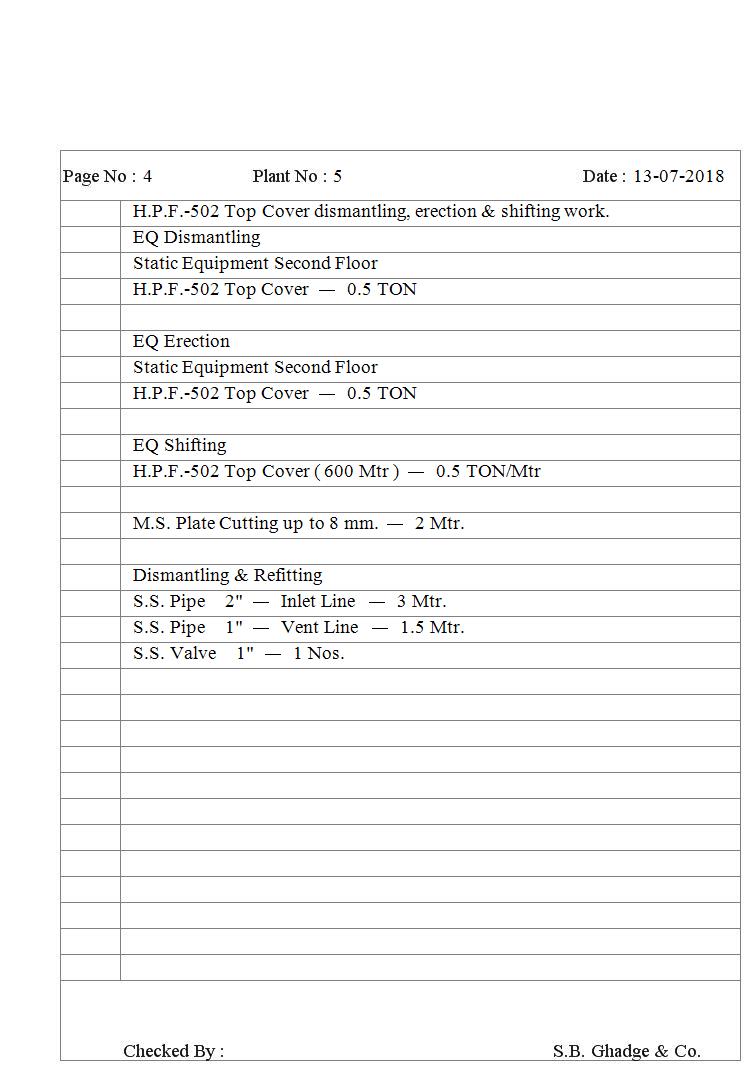 Page No : 4 Plant No : 5 Date : 13-07-2018
H.P.F.-502 Top Cover dismantling, erection & shifting work.
EQ Dismantling
Static Equipment Second Floor
H.P.F.-502 Top Cover — 0.5 TON
EQ Erection
Static Equipment Second Floor
H.P.F.-502 Top Cover — 0.5 TON
EQ Shifting
H.P.F.-502 Top Cover ( 600 Mtr ) — 0.5 TON/Mtr
M.S. Plate Cutting up to 8 mm. — 2 Mtr.
Dismantling & Refitting
S.S. Pipe 2" — Inlet Line — 3 Mtr.
S.S. Pipe 1" — Vent Line — 1.5 Mtr.
S.S. Valve 1" — 1 Nos.
Checked By : S.B. Ghadge & Co.